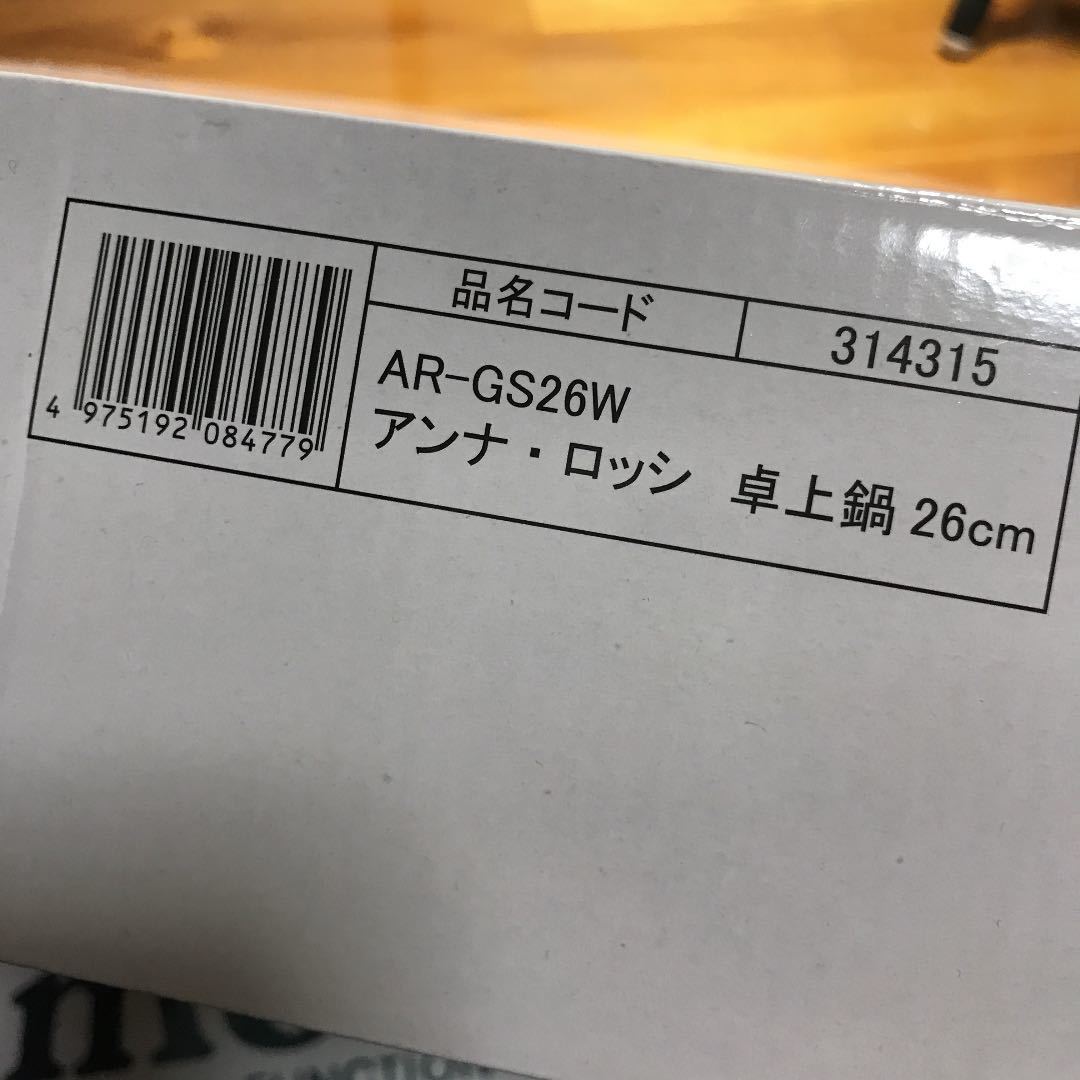 品名コード 314315
AR-GS26W
アンナ・ロッシ 卓上鍋 26cm
4 975192 084779